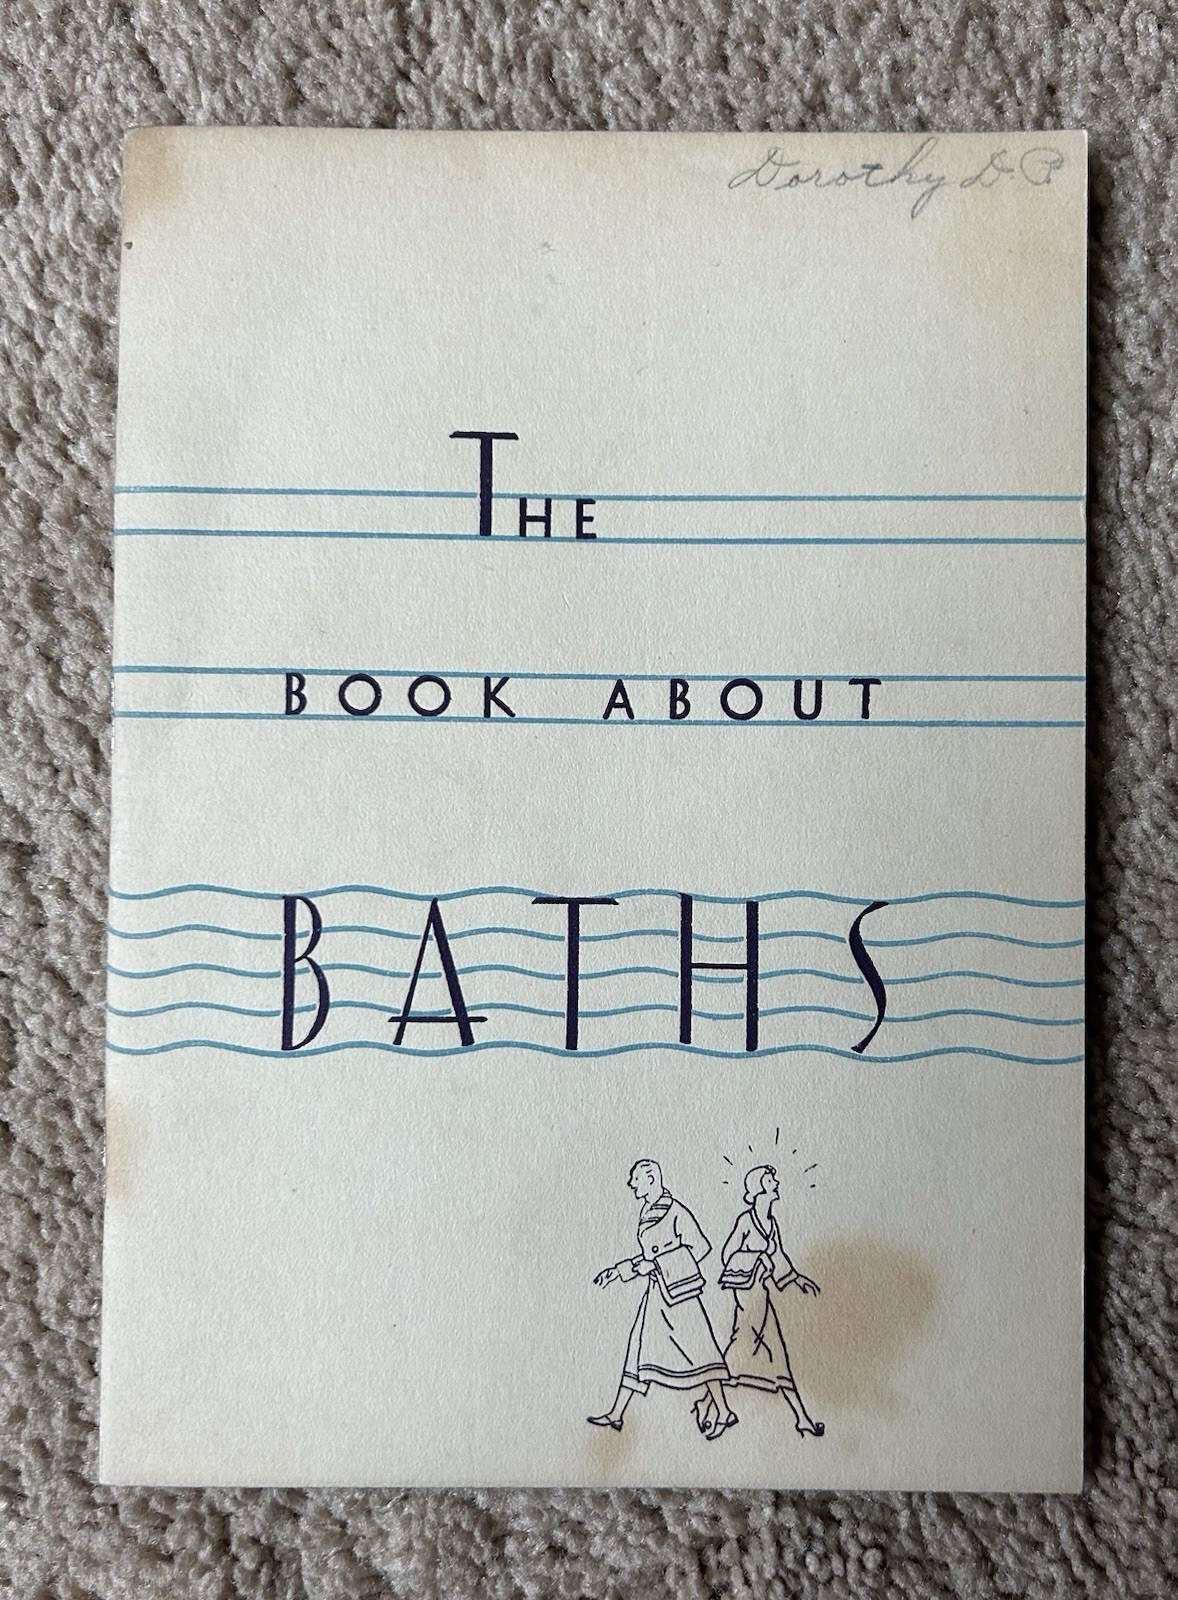 Dorothy D. P.
THE
BOOK ABOUT
BATHS